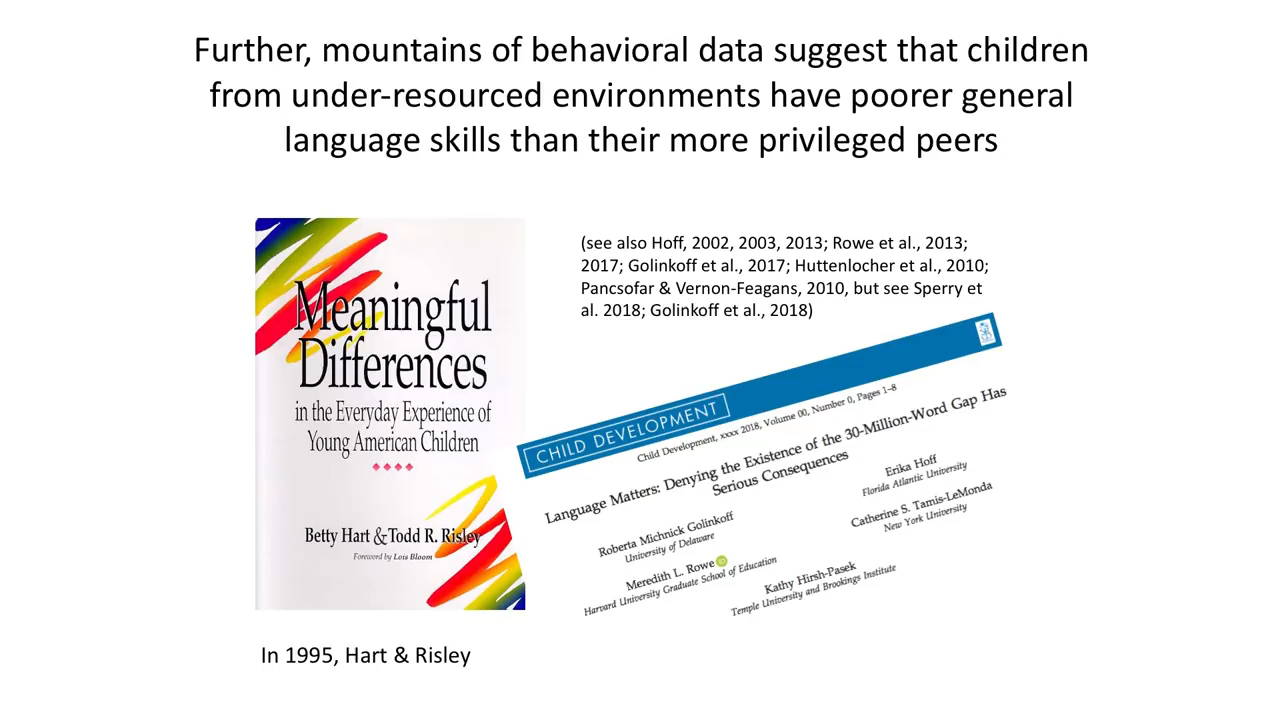 Further, mountains of behavioral data suggest that children
from under-resourced environments have poorer general
language skills than their more privileged peers
Meaningful
Differences
in the Everyday Experience of
Young American Children
Betty Hart & Todd R. Risley
Foreword by Lois Bloom
In 1995, Hart & Risley
(see also Hoff, 2002, 2003, 2013; Rowe et al., 2013;
2017; Golinkoff et al., 2017; Huttenlocher et al., 2010;
Pancsofar & Vernon-Feagans, 2010, but see Sperry et
al. 2018; Golinkoff et al., 2018)
CHILD DEVELOPMENT
Child Development, xxxx 2018, Volume 00, Number 0, Pages 1–8
Language Matters: Denying the Existence of the 30-Million-Word Gap Has
Serious Consequences
Roberta Michnick Golinkoff
University of Delaware
Erika Hoff
Florida Atlantic University
Meredith L. Rowe iD
Harvard University Graduate School of Education
Catherine S. Tamis-LeMonda
New York University
Kathy Hirsh-Pasek
Temple University and Brookings Institute